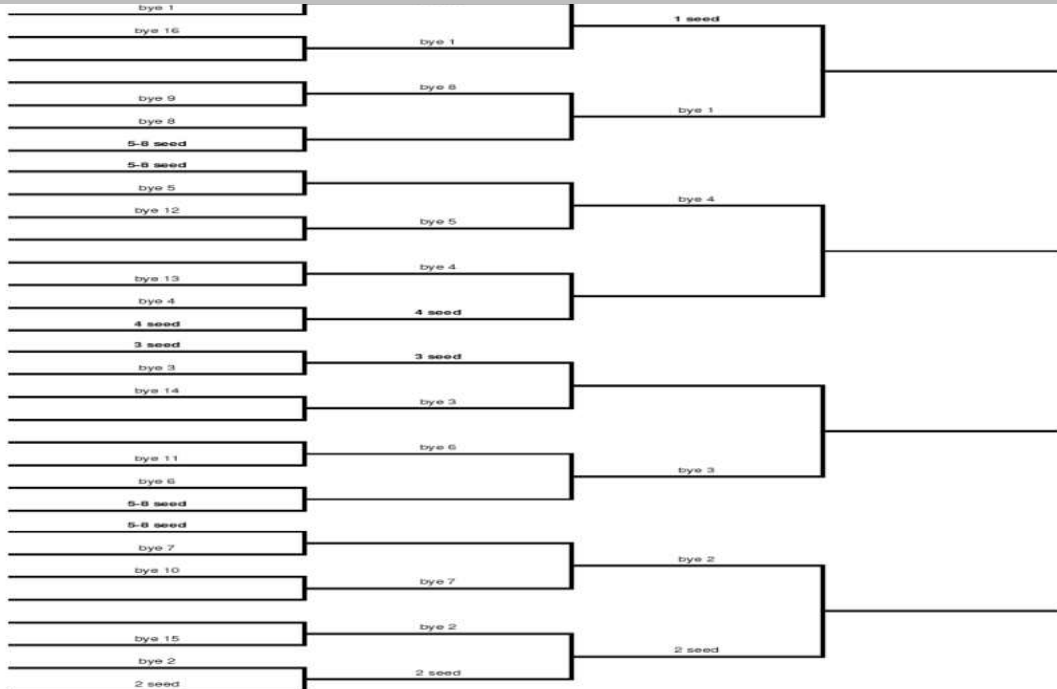 bye 1
bye 16
bye 9
bye 8
5-8 seed
5-8 seed
bye 5
bye 12
bye 13
bye 4
4 seed
3 seed
bye 3
bye 14
bye 11
bye 6
5-8 seed
5-8 seed
bye 7
bye 10
bye 15
bye 2
2 seed
bye 1
bye 8
bye 5
bye 4
4 seed
3 seed
bye 3
bye 6
bye 7
bye 2
2 seed
1 seed
bye 1
bye 4
bye 3
bye 2
2 seed